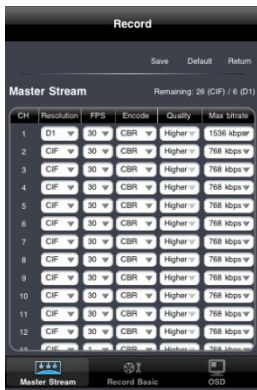 Record
Save Default Return
Master Stream Remaining: 26 (CIF) / 6 (D1)
CH Resolution FPS Encode Quality Max bitrate
1 D1 30 CBR Higher 1536 kbps
2 CIF 30 CBR Higher 768 kbps
3 CIF 30 CBR Higher 768 kbps
4 CIF 30 CBR Higher 768 kbps
5 CIF 30 CBR Higher 768 kbps
6 CIF 30 CBR Higher 768 kbps
7 CIF 30 CBR Higher 768 kbps
8 CIF 30 CBR Higher 768 kbps
9 CIF 30 CBR Higher 768 kbps
10 CIF 30 CBR Higher 768 kbps
11 CIF 30 CBR Higher 768 kbps
12 CIF 30 CBR Higher 768 kbps
Master Stream Record Basic OSD